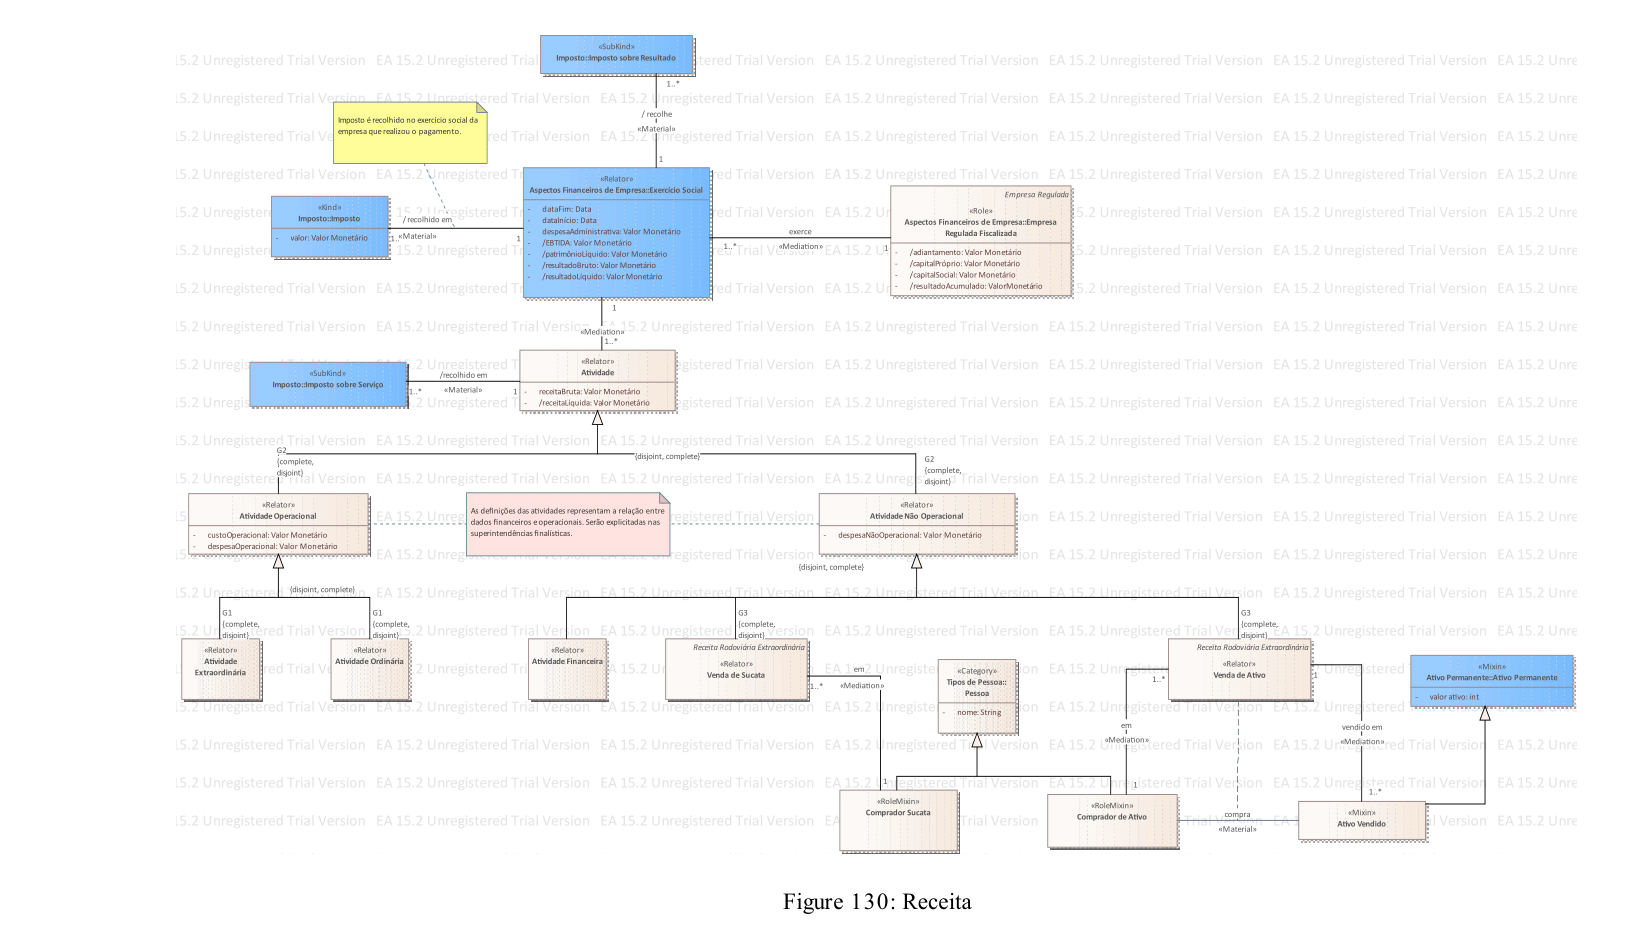 «SubKind»
Imposto::Imposto sobre Resultado
1..*
/ recolhe
«Material»
1
Imposto é recolhido no exercício social da
empresa que realizou o pagamento.
«Kind»
Imposto::Imposto
- valor: Valor Monetário
/ recolhido em
1..*
«Material»
1
«Relator»
Aspectos Financeiros de Empresa::Exercício Social
- dataFim: Data
- dataInício: Data
- despesaAdministrativa: Valor Monetário
- /EBTIDA: Valor Monetário
- /patrimônioLíquido: Valor Monetário
- /resultadoBruto: Valor Monetário
- /resultadoLíquido: Valor Monetário
exerce
1..*
«Mediation»
1
Empresa Regulada
«Role»
Aspectos Financeiros de Empresa::Empresa
Regulada Fiscalizada
- /adiantamento: Valor Monetário
- /capitalPróprio: Valor Monetário
- /capitalSocial: Valor Monetário
- /resultadoAcumulado: ValorMonetário
1
«Mediation»
1..*
«SubKind»
Imposto::Imposto sobre Serviço
/recolhido em
1..*
«Material»
1
«Relator»
Atividade
- receitaBruta: Valor Monetário
- /receitaLíquida: Valor Monetário
G2
{complete,
disjoint}
{disjoint, complete}
G2
{complete,
disjoint}
«Relator»
Atividade Operacional
- custoOperacional: Valor Monetário
- despesaOperacional: Valor Monetário
As definições das atividades representam a relação entre
dados financeiros e operacionais. Serão explicitadas nas
superintendências finalísticas.
«Relator»
Atividade Não Operacional
- despesaNãoOperacional: Valor Monetário
{disjoint, complete}
{disjoint, complete}
G1
{complete,
disjoint}
G1
{complete,
disjoint}
G3
{complete,
disjoint}
G3
{complete,
disjoint}
«Relator»
Atividade
Extraordinária
«Relator»
Atividade Ordinária
«Relator»
Atividade Financeira
Receita Radoviária Extraordinária
«Relator»
Venda de Sucata
em
1..*
«Mediation»
1
«Category»
Tipos de Pessoa::
Pessoa
- nome: String
Receita Radoviária Extraordinária
«Relator»
Venda de Ativo
1..*
em
«Mediation»
1
1
vendido em
«Mediation»
1..*
«Mixin»
Ativo Permanente::Ativo Permanente
- valor ativo: int
«RoleMixin»
Comprador Sucata
«RoleMixin»
Comprador de Ativo
compra
«Material»
«Mixin»
Ativo Vendido
EA 15.2 Unregistered Trial Version
Figure 130: Receita